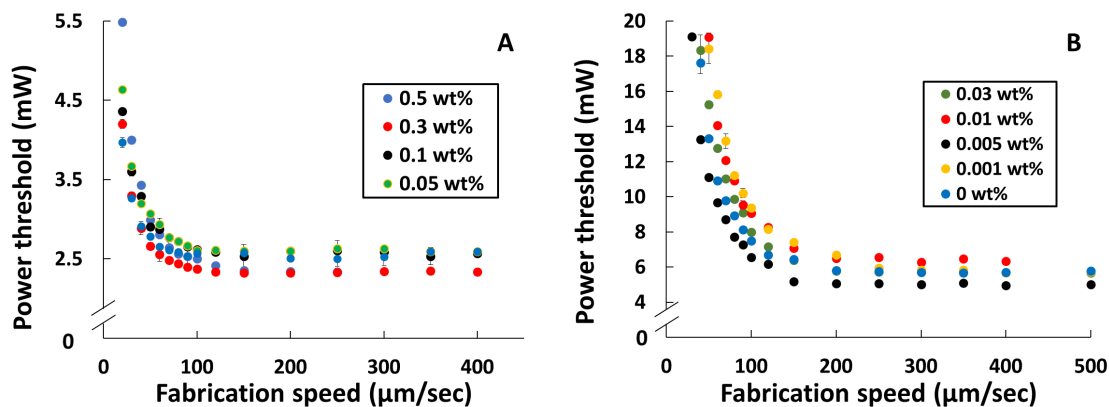 A
Power threshold (mW)
5.5
4.5
3.5
2.5
0
0.5 wt%
0.3 wt%
0.1 wt%
0.05 wt%
0 100 200 300 400
Fabrication speed (µm/sec)
B
Power threshold (mW)
20
18
16
14
12
10
8
6
4
0
0.03 wt%
0.01 wt%
0.005 wt%
0.001 wt%
0 wt%
0 100 200 300 400 500
Fabrication speed (µm/sec)